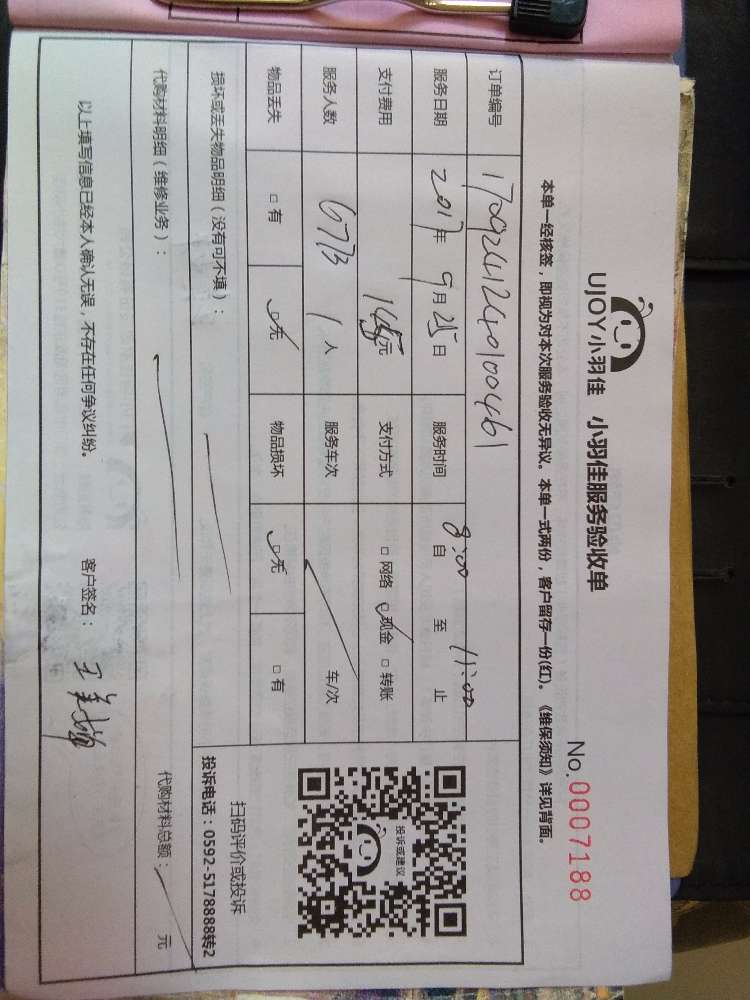 UJOY小羽佳 小羽佳服务验收单
No.0007188
本单一经核签，即视为对本次服务验收无异议。本单一式两份，客户留存一份(红)。《维保须知》详见背面。
订单编号 1709241240100461
服务日期 2017年 9月25日 服务时间 8:00 自 至 11:00 止
支付费用 元 支付方式 □ 网络 □ 现金 □ 转账
服务人数 6773 1 人 服务车次 车/次
物品丢失 □ 有 □ 无 物品损坏 □ 无 □ 有
投诉或建议
扫码评价或投诉
投诉电话：0592-5178888转2
损坏或丢失物品明细（没有可不填）：
代购材料明细（维修业务）： 代购材料总额： 元
以上填写信息已经本人确认无误，不存在任何争议纠纷。 客户签名： 王